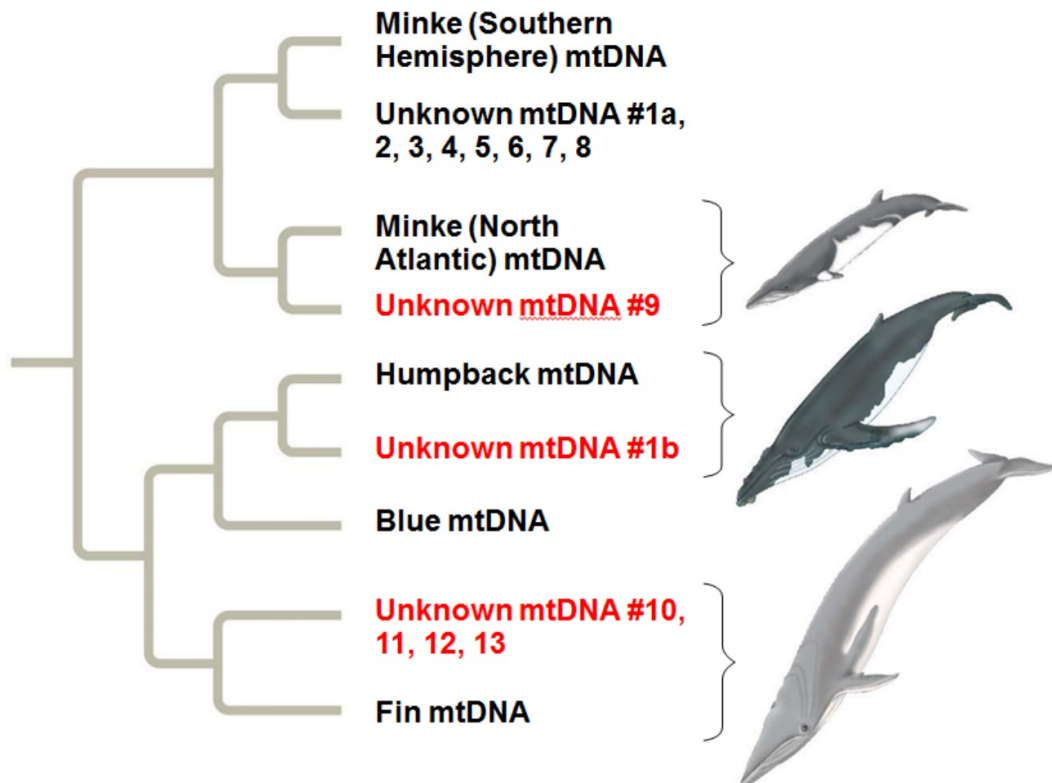 Minke (Southern
Hemisphere) mtDNA
Unknown mtDNA #1a,
2, 3, 4, 5, 6, 7, 8
Minke (North
Atlantic) mtDNA
Unknown mtDNA #9
Humpback mtDNA
Unknown mtDNA #1b
Blue mtDNA
Unknown mtDNA #10,
11, 12, 13
Fin mtDNA